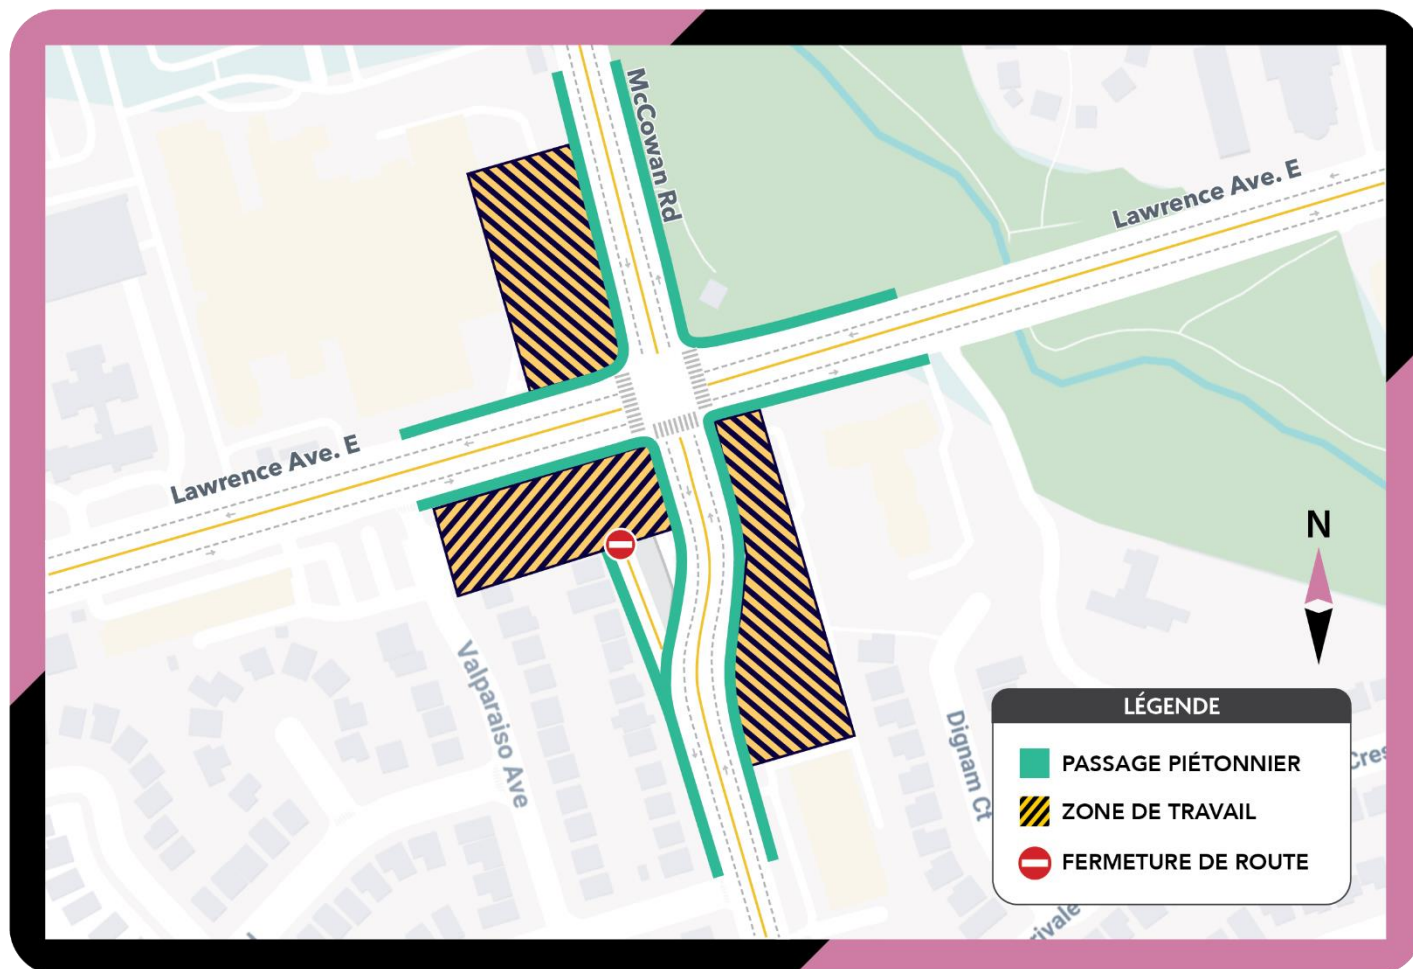 McCowan Rd
Lawrence Ave. E
Lawrence Ave. E
N
Valparaiso Ave
Dignam Ct
LÉGENDE
PASSAGE PIÉTONNIER
ZONE DE TRAVAIL
FERMETURE DE ROUTE